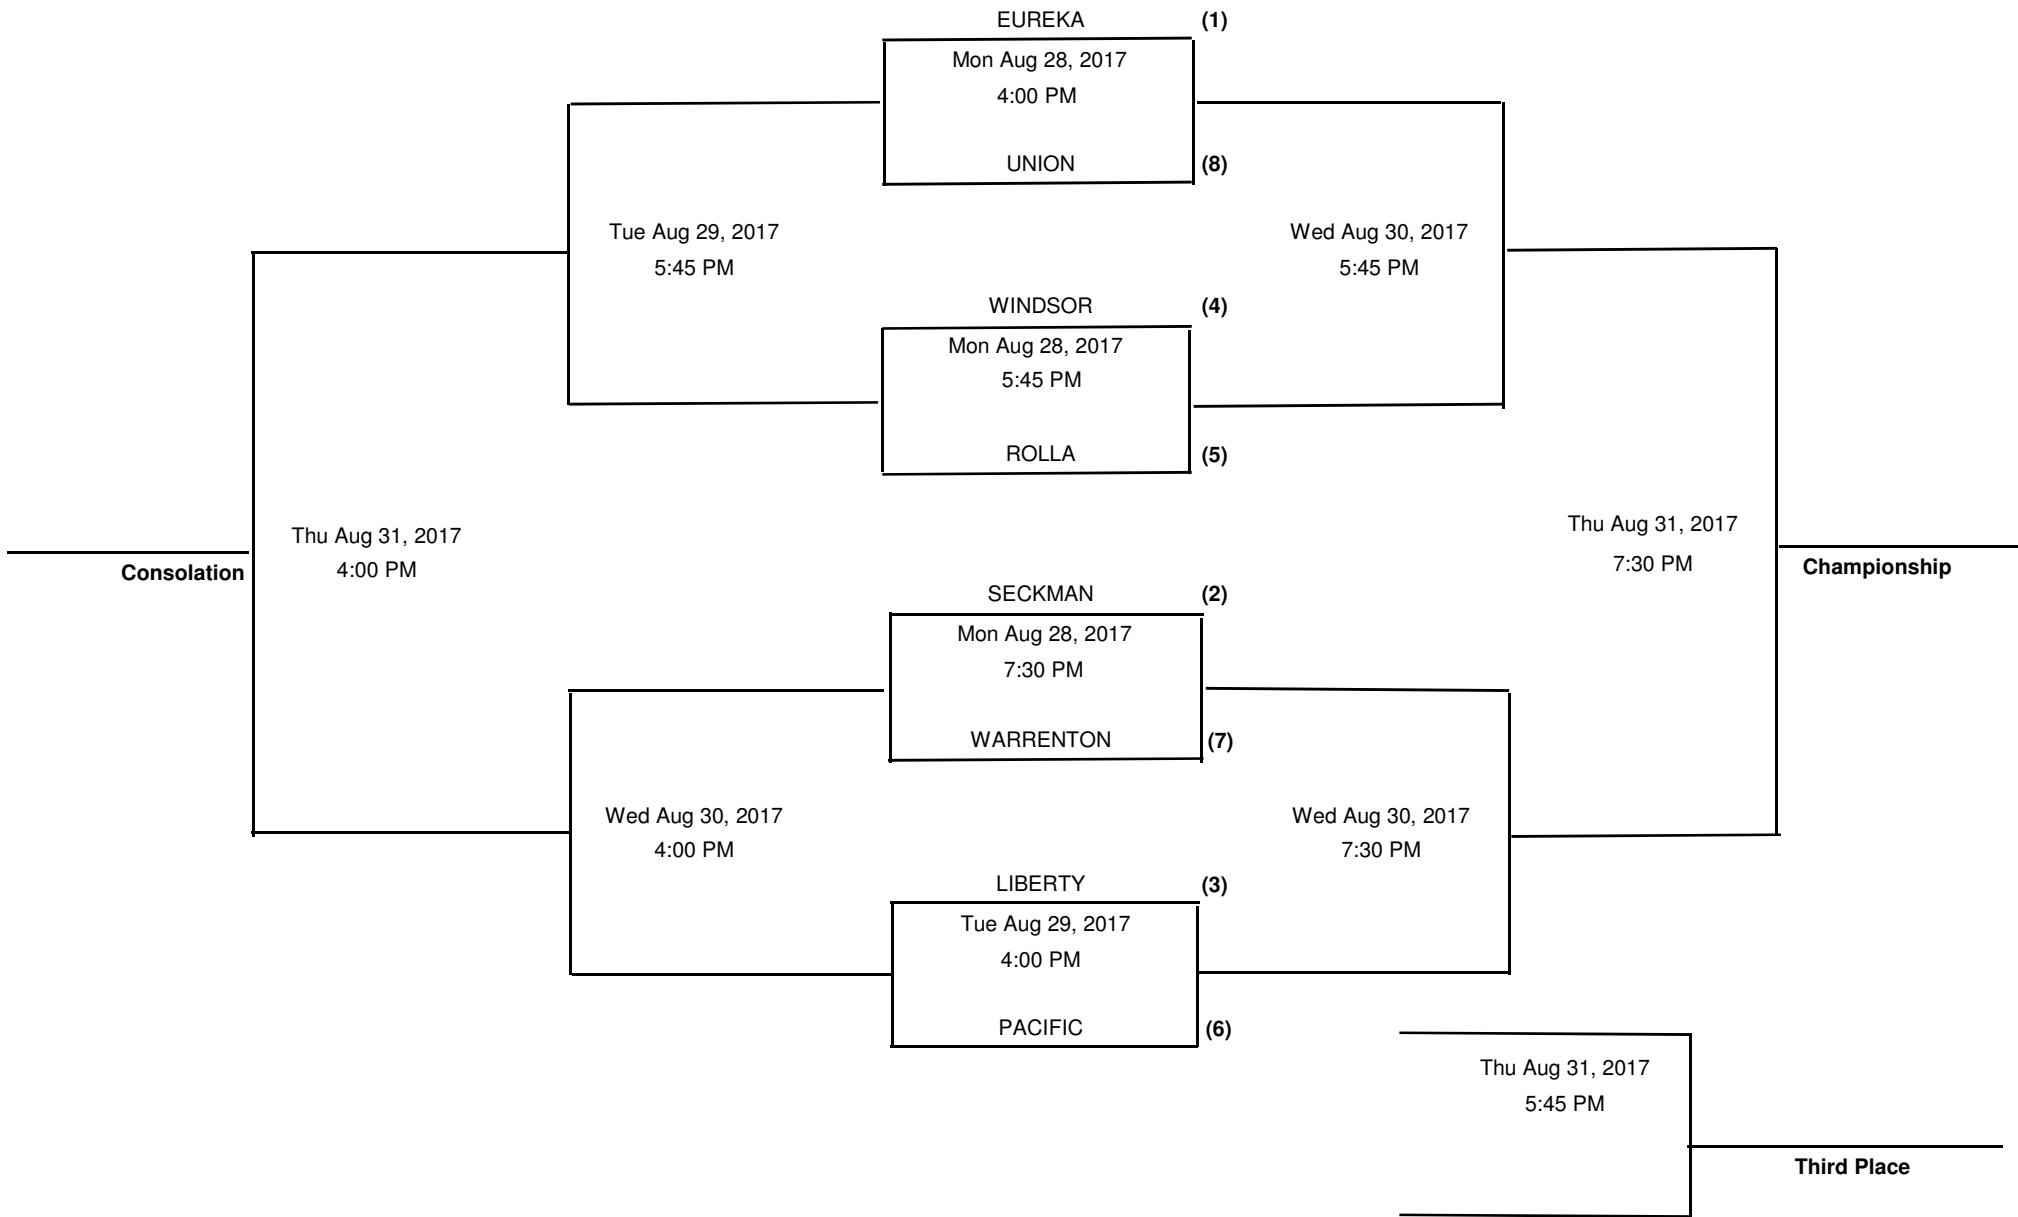 EUREKA (1)
Mon Aug 28, 2017
4:00 PM
UNION (8)
Tue Aug 29, 2017
5:45 PM
Wed Aug 30, 2017
5:45 PM
WINDSOR (4)
Mon Aug 28, 2017
5:45 PM
ROLLA (5)
Thu Aug 31, 2017
4:00 PM
Consolation
Thu Aug 31, 2017
7:30 PM
Championship
SECKMAN (2)
Mon Aug 28, 2017
7:30 PM
WARRENTON (7)
Wed Aug 30, 2017
4:00 PM
Wed Aug 30, 2017
7:30 PM
LIBERTY (3)
Tue Aug 29, 2017
4:00 PM
PACIFIC (6)
Thu Aug 31, 2017
5:45 PM
Third Place